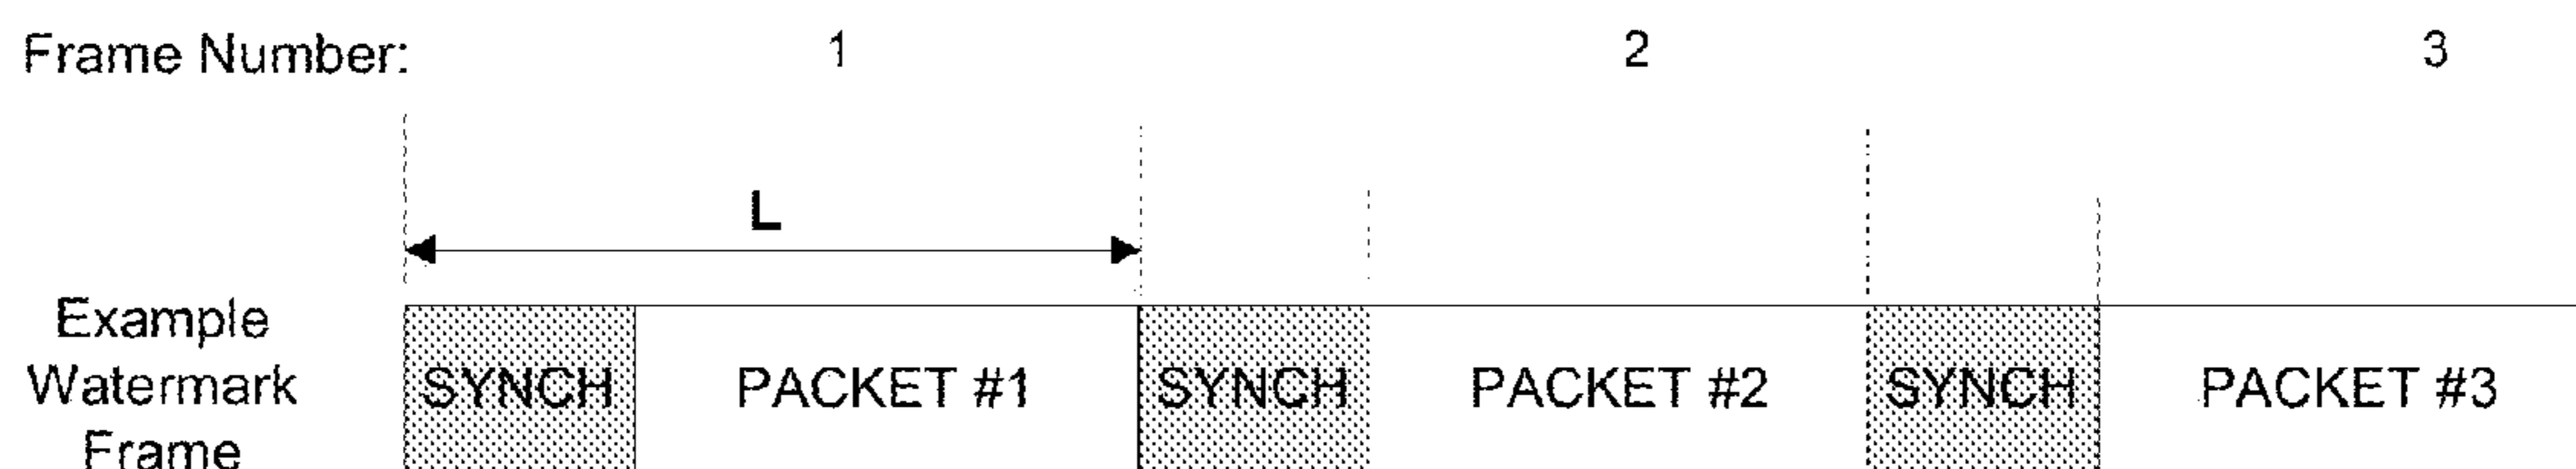 Frame Number: 1 2 3
L
Example
Watermark
Frame
SYNCH PACKET #1 SYNCH PACKET #2 SYNCH PACKET #3